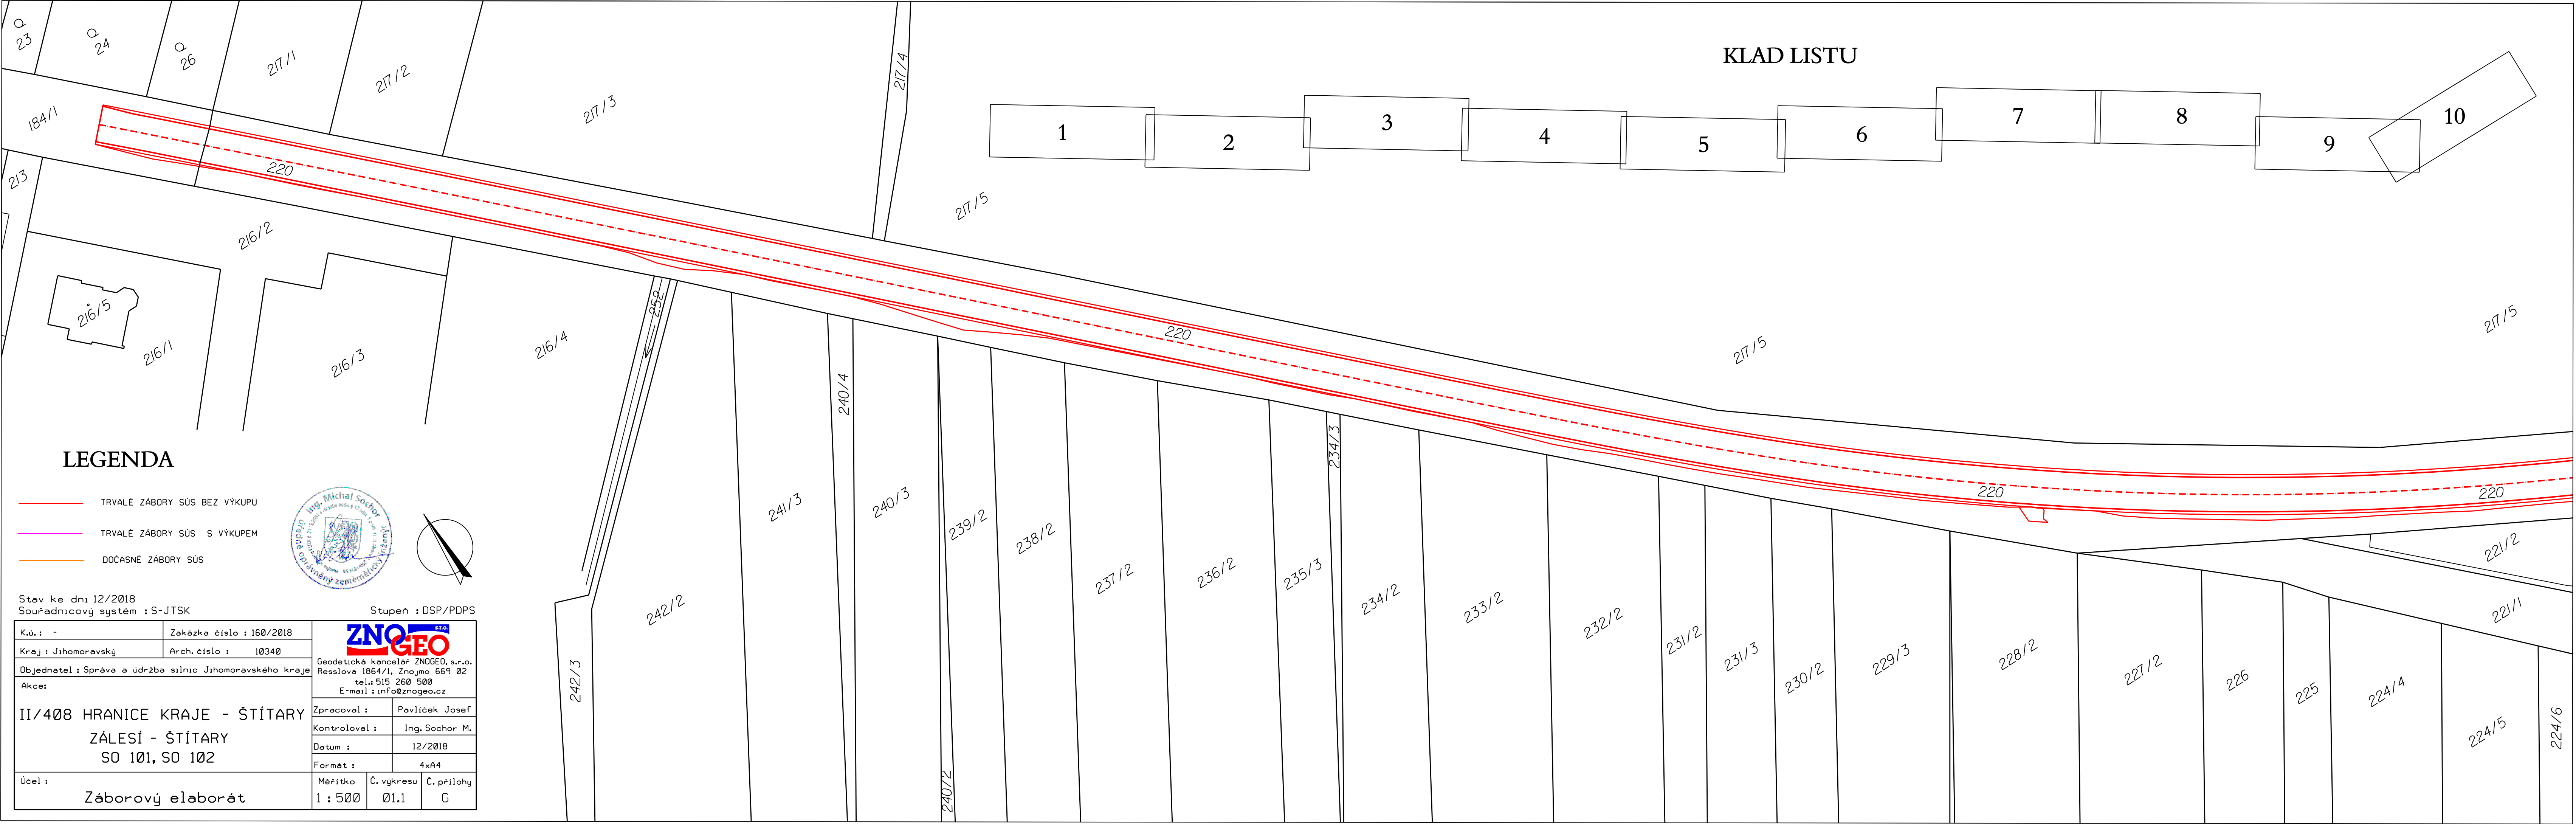 KLAD LISTU
1
2
3
4
5
6
7
8
9
10
23
24
26
217/1
217/2
217/3
217/4
184/1
220
213
216/2
217/5
216/5
216/1
216/3
216/4
252
220
217/5
217/5
240/4
234/3
220
220
LEGENDA
TRVALÉ ZÁBORY SÚS BEZ VÝKUPU
TRVALÉ ZÁBORY SÚS S VÝKUPEM
DOČASNÉ ZÁBORY SÚS
Ing. Michal Sochor
úředně oprávněný zeměměřický inženýr
241/3
240/3
239/2
238/2
237/2
236/2
235/3
234/2
233/2
232/2
231/2
231/3
230/2
229/3
228/2
227/2
226
225
224/4
224/5
224/6
221/2
221/1
242/2
242/3
240/2
Stav ke dni 12/2018
Souřadnicový systém : S-JTSK
Stupeň : DSP/PDPS
K.ú.: -
Zakázka číslo : 160/2018
Kraj : Jihomoravský
Arch. číslo : 10340
Objednatel : Správa a údržba silnic Jihomoravského kraje
Akce:
II/408 HRANICE KRAJE - ŠTÍTARY
ZÁLESÍ - ŠTÍTARY
SO 101, SO 102
Účel :
Záborový elaborát
ZNOGEO s.r.o.
Geodetická kancelář ZNOGEO, s.r.o.
Resslova 1864/1, Znojmo 669 02
tel.: 515 260 500
E-mail : info@znogeo.cz
Zpracoval : Pavlíček Josef
Kontroloval : Ing. Sochor M.
Datum : 12/2018
Formát : 4xA4
Měřítko Č. výkresu Č. přílohy
1 : 500 01.1 G